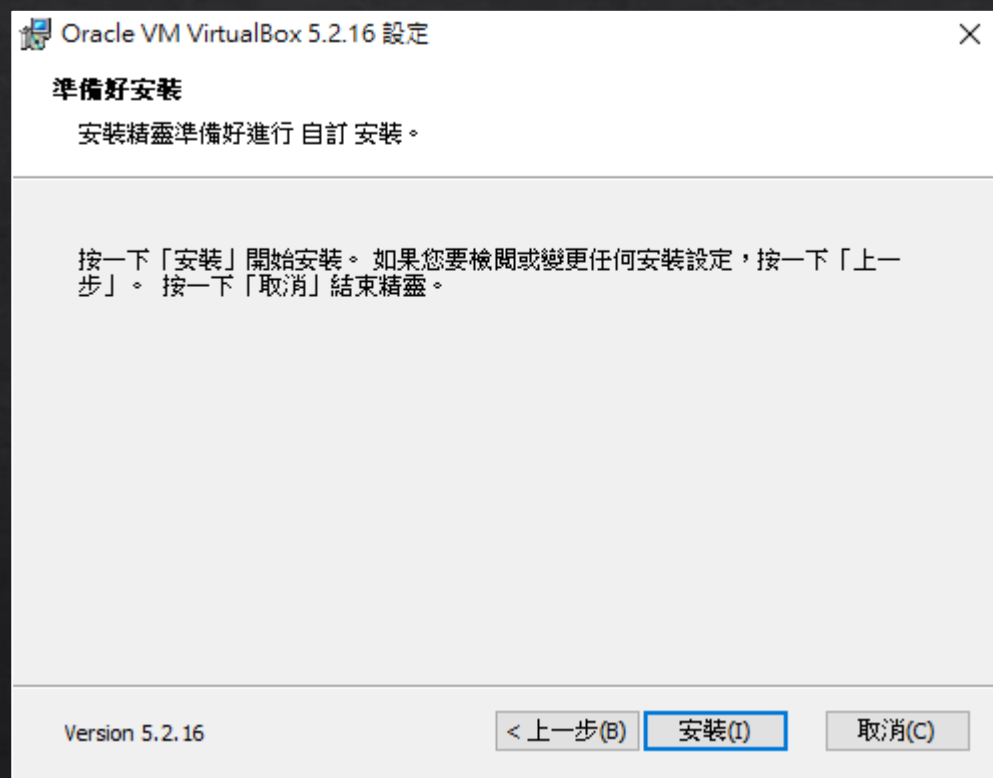 Oracle VM VirtualBox 5.2.16 設定
準備好安裝
安裝精靈準備好進行 自訂 安裝。
按一下「安裝」開始安裝。 如果您要檢閱或變更任何安裝設定，按一下「上一
步」。 按一下「取消」結束精靈。
Version 5.2.16
< 上一步(B)
安裝(I)
取消(C)